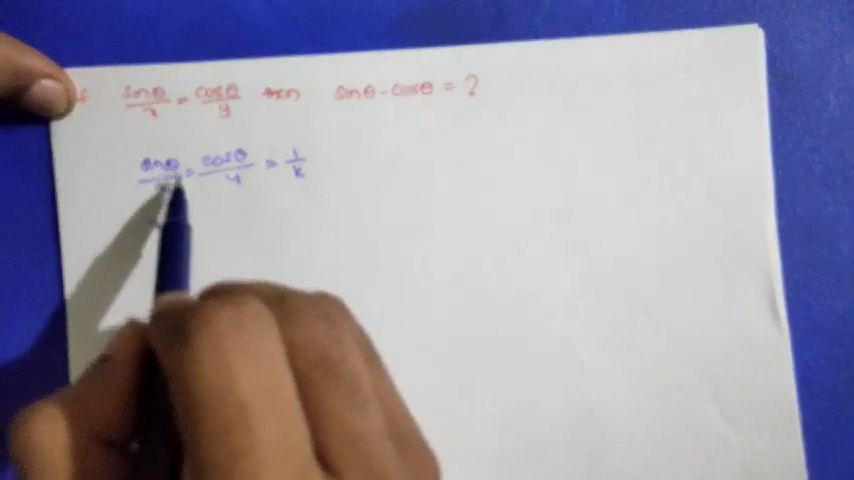 sinθ/x = cosθ/y then sinθ - cosθ = ?
sinθ/x = cosθ/y = 1/k